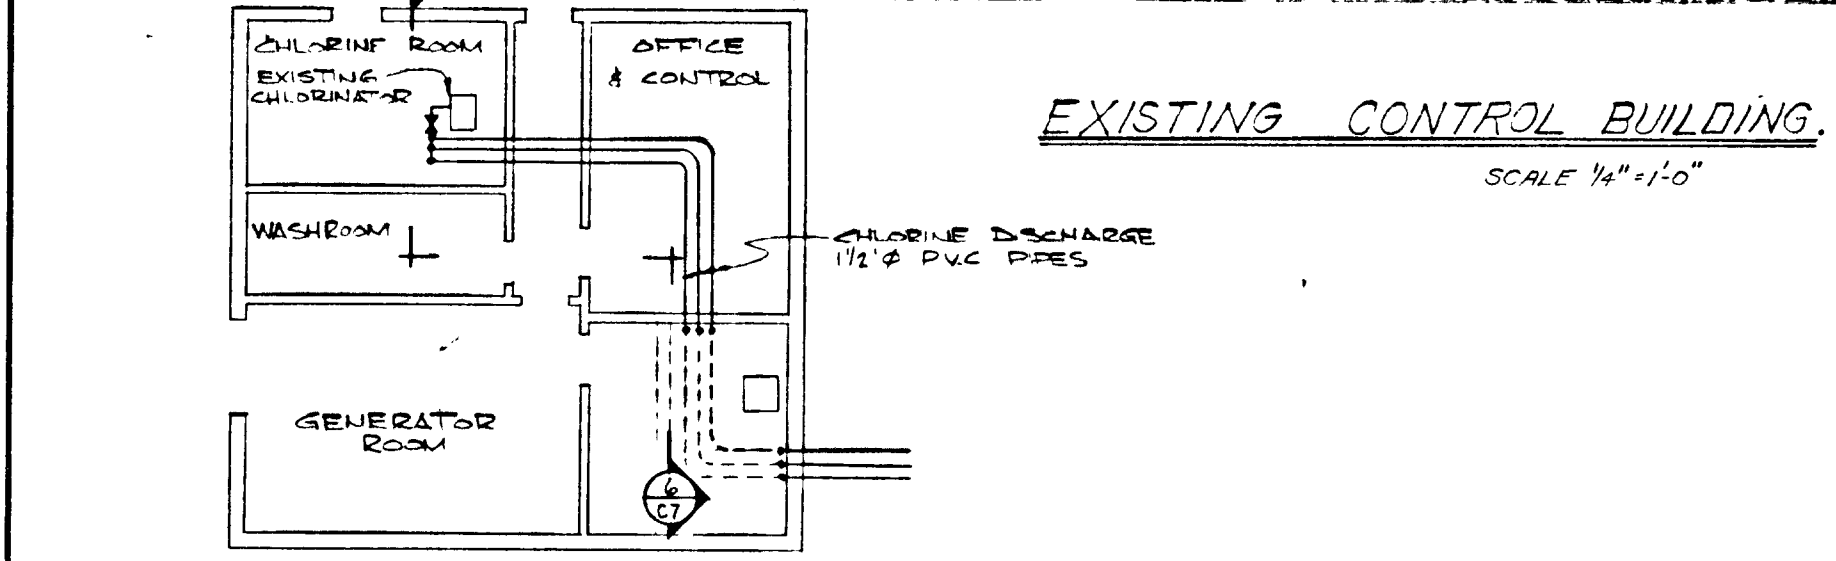 CHLORINE ROOM
EXISTING
CHLORINATOR
OFFICE
& CONTROL
EXISTING CONTROL BUILDING.
SCALE 1/4"=1'-0"
WASHROOM
CHLORINE DISCHARGE
1 1/2"Φ P.V.C PIPES
GENERATOR
ROOM
6
C7